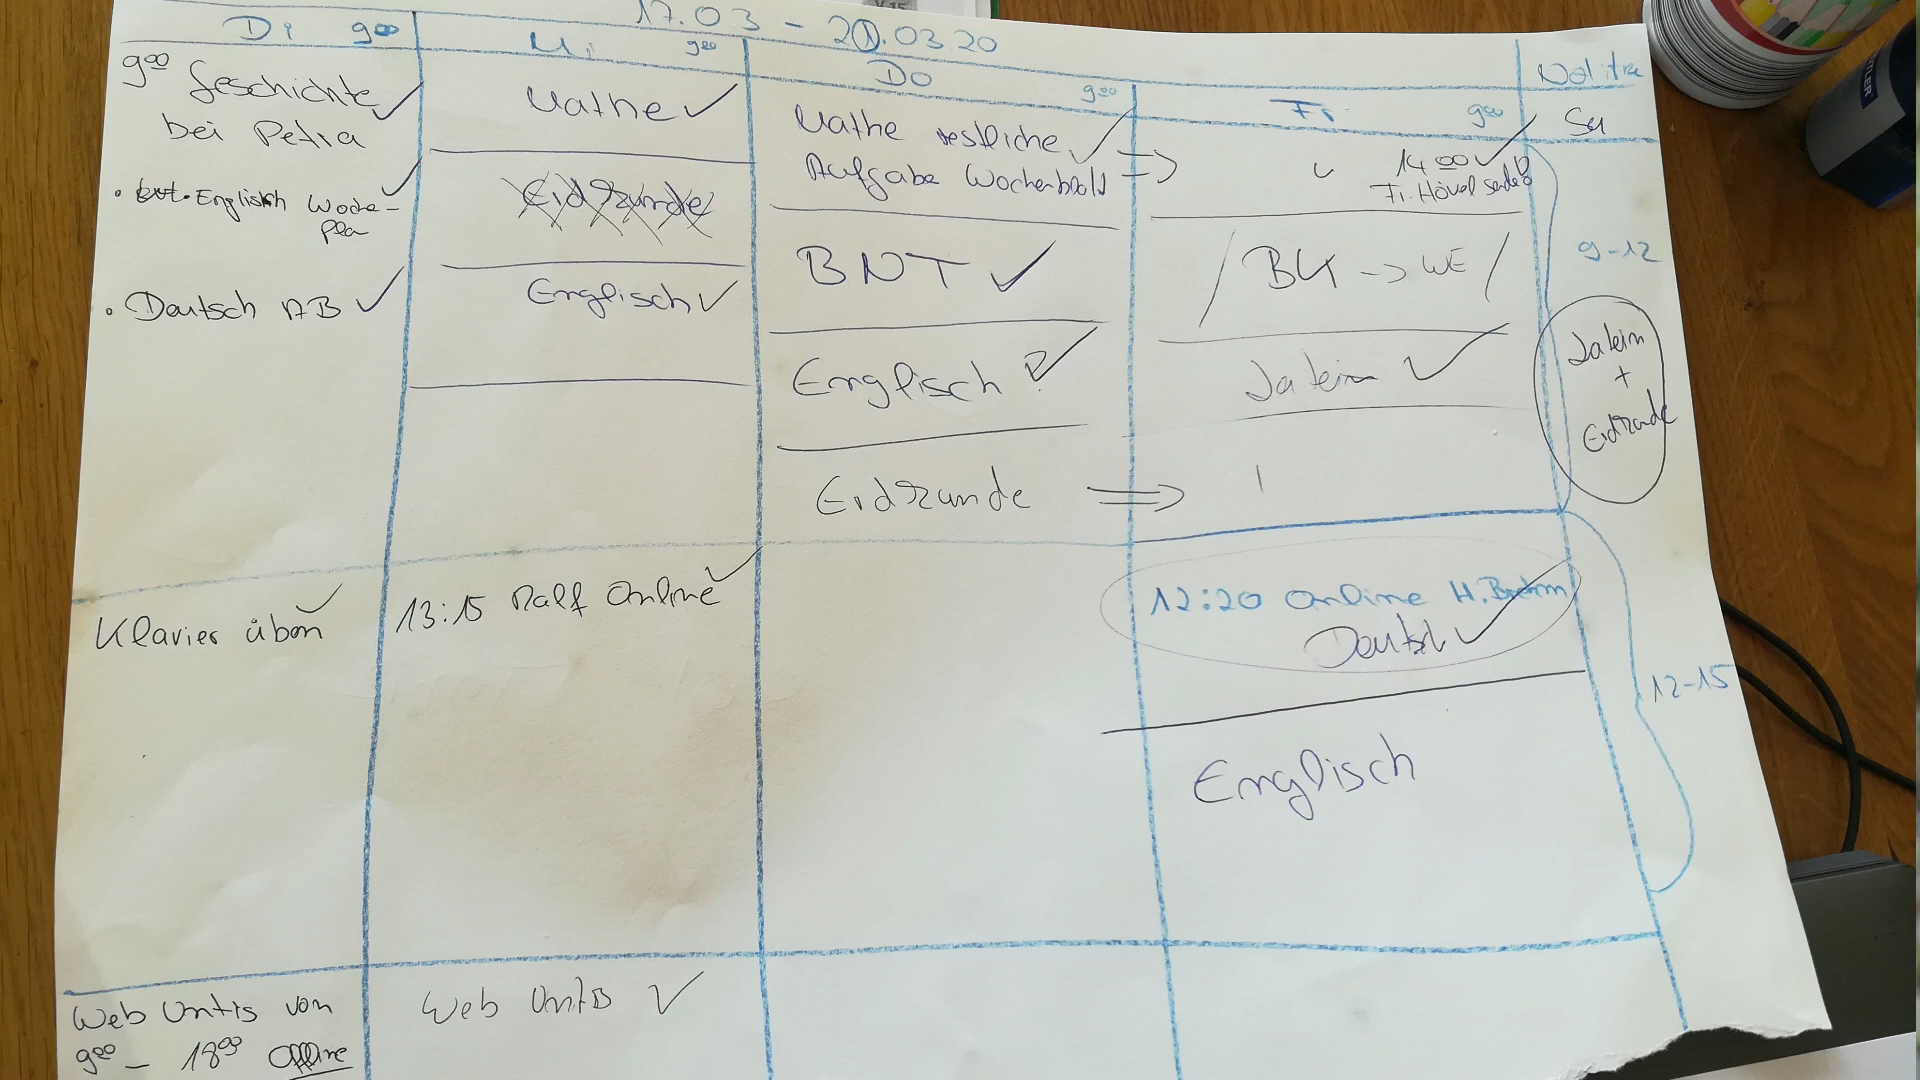 17.03 - 20.03.20
Di 9⁰⁰
9⁰⁰ Geschichte ✓
bei Petra
• Englisch Woche-
plan ✓
• Deutsch AB ✓
Klavier üben ✓
Web Untis von
9⁰⁰ - 18⁰⁰ Offline
Mi 9⁰⁰
Mathe ✓
Erdkunde
Englisch ✓
13:15 Ralf Online ✓
Web Untis ✓
Do 9⁰⁰
Mathe restliche ✓
Aufgabe Wochenblatt
BNT ✓
Englisch ✓
Erdkunde ⇒
Fr 9⁰⁰
14⁰⁰ ✓
/ BK -> WE /
Latein ✓
12:20 Online H. Brehm
Deutsch ✓
Englisch
Sa
9-12
Latein
+
Erdkunde
12-15